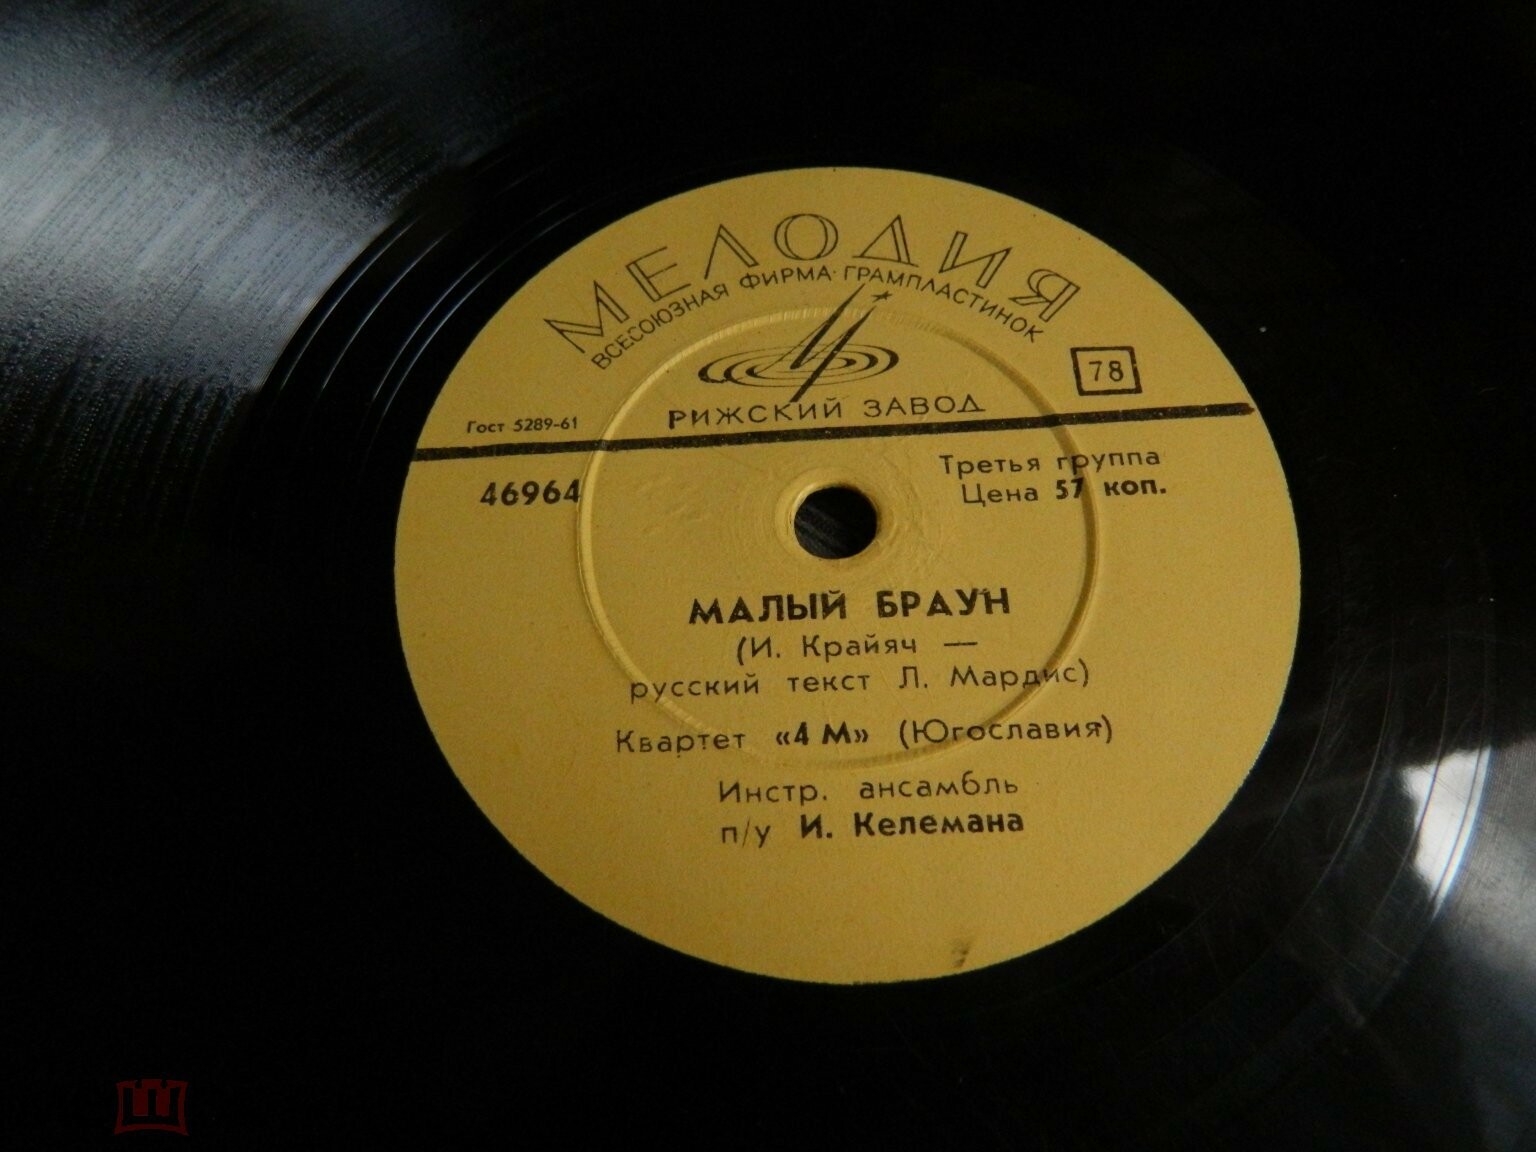 МЕЛОДИЯ
ВСЕСОЮЗНАЯ ФИРМА·ГРАМПЛАСТИНОК
78
РИЖСКИЙ ЗАВОД
Гост 5289-61
46964
Третья группа
Цена 57 коп.
МАЛЫЙ БРАУН
(И. Крайяч —
русский текст Л. Мардис)
Квартет «4 М» (Югославия)
Инстр. ансамбль
п/у И. Келемана